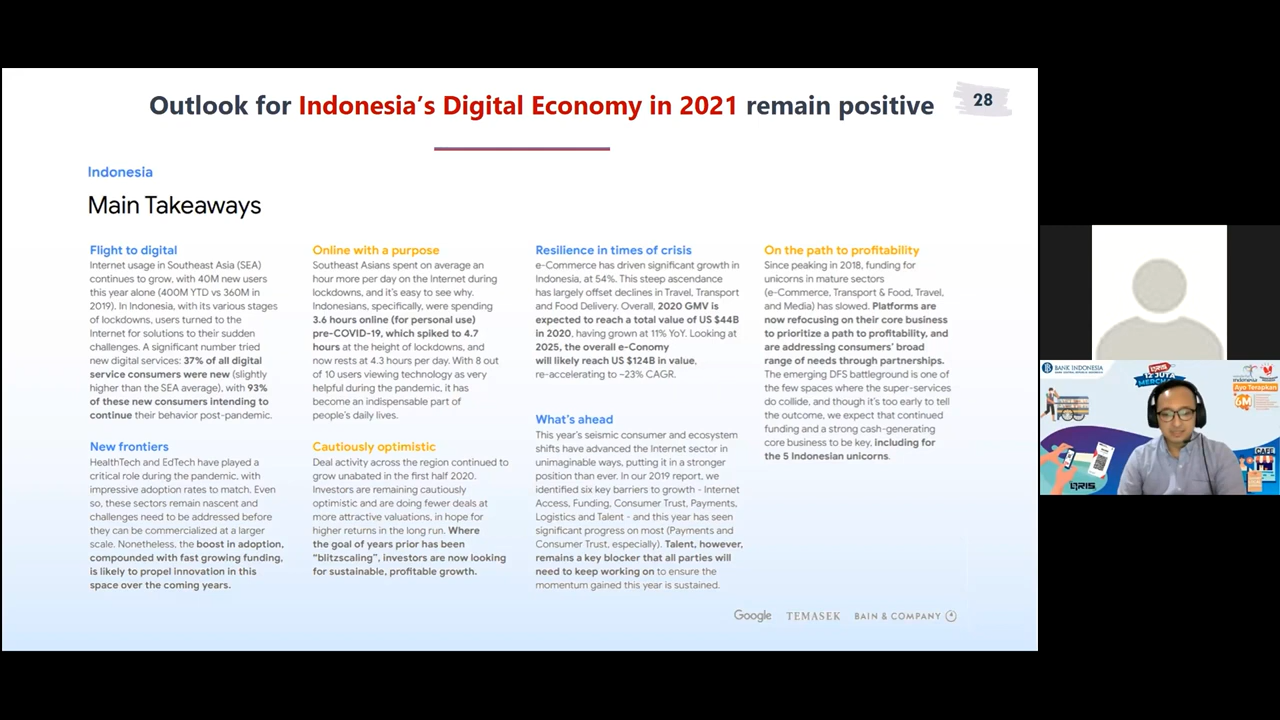 Outlook for Indonesia's Digital Economy in 2021 remain positive
28
Indonesia
Main Takeaways
Flight to digital
Internet usage in Southeast Asia (SEA)
continues to grow, with 40M new users
this year alone (400M YTD vs 360M in
2019). In Indonesia, with its various stages
of lockdowns, users turned to the
Internet for solutions to their sudden
challenges. A significant number tried
new digital services: 37% of all digital
service consumers were new (slightly
higher than the SEA average), with 93%
of these new consumers intending to
continue their behavior post-pandemic.
New frontiers
HealthTech and EdTech have played a
critical role during the pandemic, with
impressive adoption rates to match. Even
so, these sectors remain nascent and
challenges need to be addressed before
they can be commercialized at a larger
scale. Nonetheless, the boost in adoption,
compounded with fast growing funding,
is likely to propel innovation in this
space over the coming years.
Online with a purpose
Southeast Asians spent on average an
hour more per day on the Internet during
lockdowns, and it's easy to see why.
Indonesians, specifically, were spending
3.6 hours online (for personal use)
pre-COVID-19, which spiked to 4.7
hours at the height of lockdowns, and
now rests at 4.3 hours per day. With 8 out
of 10 users viewing technology as very
helpful during the pandemic, it has
become an indispensable part of
people's daily lives.
Cautiously optimistic
Deal activity across the region continued to
grow unabated in the first half 2020.
Investors are remaining cautiously
optimistic and are doing fewer deals at
more attractive valuations, in hope for
higher returns in the long run. Where
the goal of years prior has been
"blitzscaling", investors are now looking
for sustainable, profitable growth.
Resilience in times of crisis
e-Commerce has driven significant growth in
Indonesia, at 54%. This steep ascendance
has largely offset declines in Travel, Transport
and Food Delivery. Overall, 2020 GMV is
expected to reach a total value of US $44B
in 2020, having grown at 11% YoY. Looking at
2025, the overall e-Conomy
will likely reach US $124B in value,
re-accelerating to ~23% CAGR.
What's ahead
This year's seismic consumer and ecosystem
shifts have advanced the Internet sector in
unimaginable ways, putting it in a stronger
position than ever. In our 2019 report, we
identified six key barriers to growth - Internet
Access, Funding, Consumer Trust, Payments,
Logistics and Talent - and this year has seen
significant progress on most (Payments and
Consumer Trust, especially). Talent, however,
remains a key blocker that all parties will
need to keep working on to ensure the
momentum gained this year is sustained.
On the path to profitability
Since peaking in 2018, funding for
unicorns in mature sectors
(e-Commerce, Transport & Food, Travel,
and Media) has slowed. Platforms are
now refocusing on their core business
to prioritize a path to profitability, and
are addressing consumers' broad
range of needs through partnerships.
The emerging DFS battleground is one of
the few spaces where the super-services
do collide, and though it's too early to tell
the outcome, we expect that continued
funding and a strong cash-generating
core business to be key, including for
the 5 Indonesian unicorns.
Google TEMASEK BAIN & COMPANY
BANK INDONESIA
QRIS
12 JUTA
MERCHANT
Ayo Terapkan
6M
CAFE
QRIS